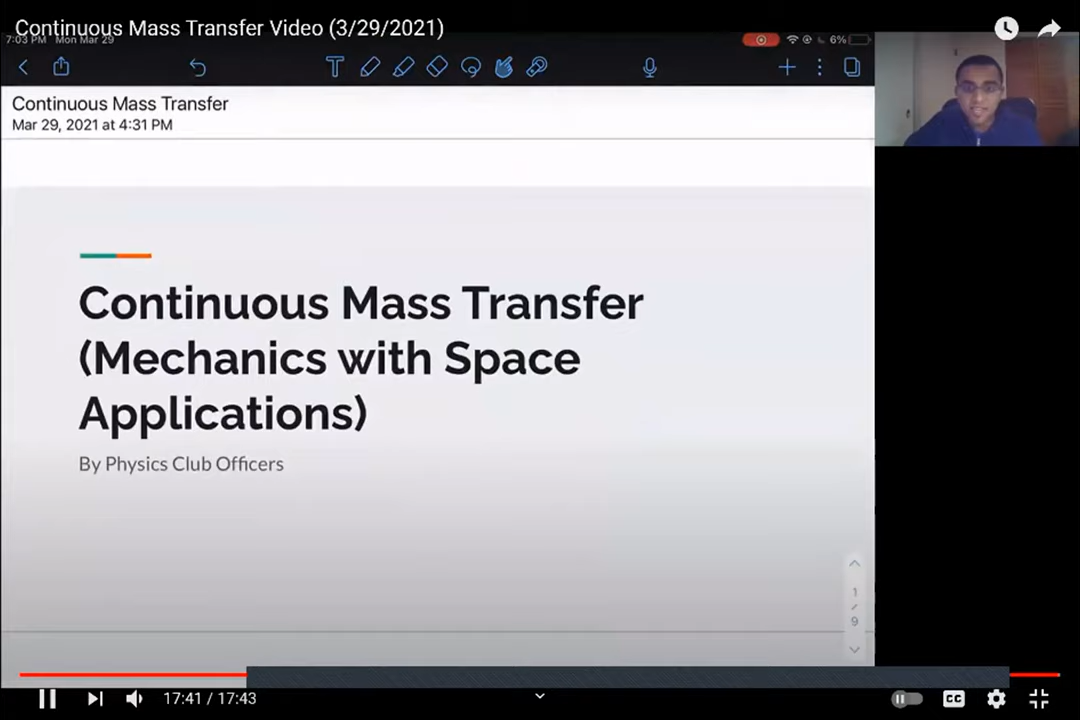 Continuous Mass Transfer Video (3/29/2021)
7:03 PM Mon Mar 29
6%
Continuous Mass Transfer
Mar 29, 2021 at 4:31 PM
Continuous Mass Transfer
(Mechanics with Space
Applications)
By Physics Club Officers
1
/
9
17:41 / 17:43
CC